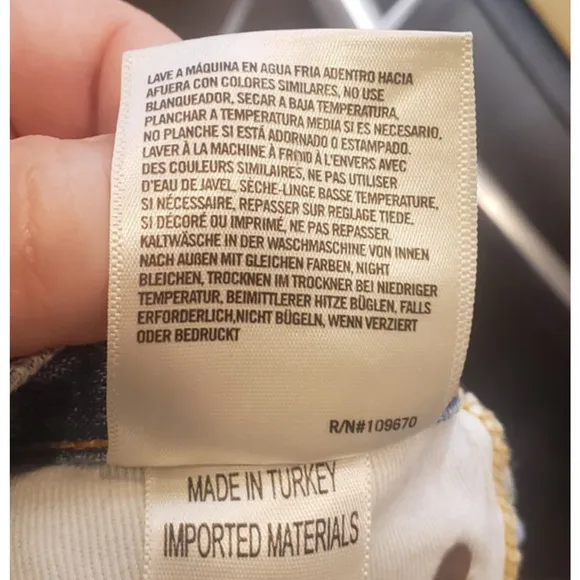 LAVE A MÁQUINA EN AGUA FRIA ADENTRO HACIA
AFUERA CON COLORES SIMILARES, NO USE
BLANQUEADOR, SECAR A BAJA TEMPERATURA,
PLANCHAR A TEMPERATURA MEDIA SI ES NECESARIO.
NO PLANCHE SI ESTÁ ADORNADO O ESTAMPADO.
LAVER À LA MACHINE À FROID À L'ENVERS AVEC
DES COULEURS SIMILAIRES, NE PAS UTILISER
D'EAU DE JAVEL, SÈCHE-LINGE BASSE TEMPERATURE,
SI NÉCESSAIRE, REPASSER SUR REGLAGE TIEDE.
SI DÉCORÉ OU IMPRIMÉ, NE PAS REPASSER.
KALTWÄSCHE IN DER WASCHMASCHINE VON INNEN
NACH AUßEN MIT GLEICHEN FARBEN, NIGHT
BLEICHEN, TROCKNEN IM TROCKNER BEI NIEDRIGER
TEMPERATUR, BEIMITTLERER HITZE BÜGLEN, FALLS
ERFORDERLICH,NICHT BÜGELN, WENN VERZIERT
ODER BEDRUCKT
R/N#109670
MADE IN TURKEY
IMPORTED MATERIALS